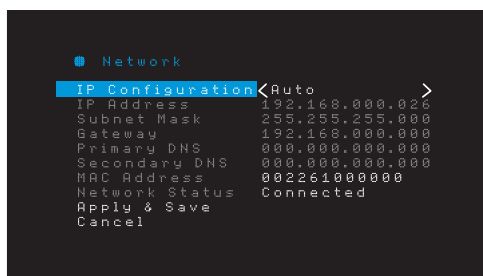 Network
IP Configuration Auto
IP Address 192.168.000.026
Subnet Mask 255.255.255.000
Gateway 192.168.000.000
Primary DNS 000.000.000.000
Secondary DNS 000.000.000.000
MAC Address 002261000000
Network Status Connected
Apply & Save
Cancel